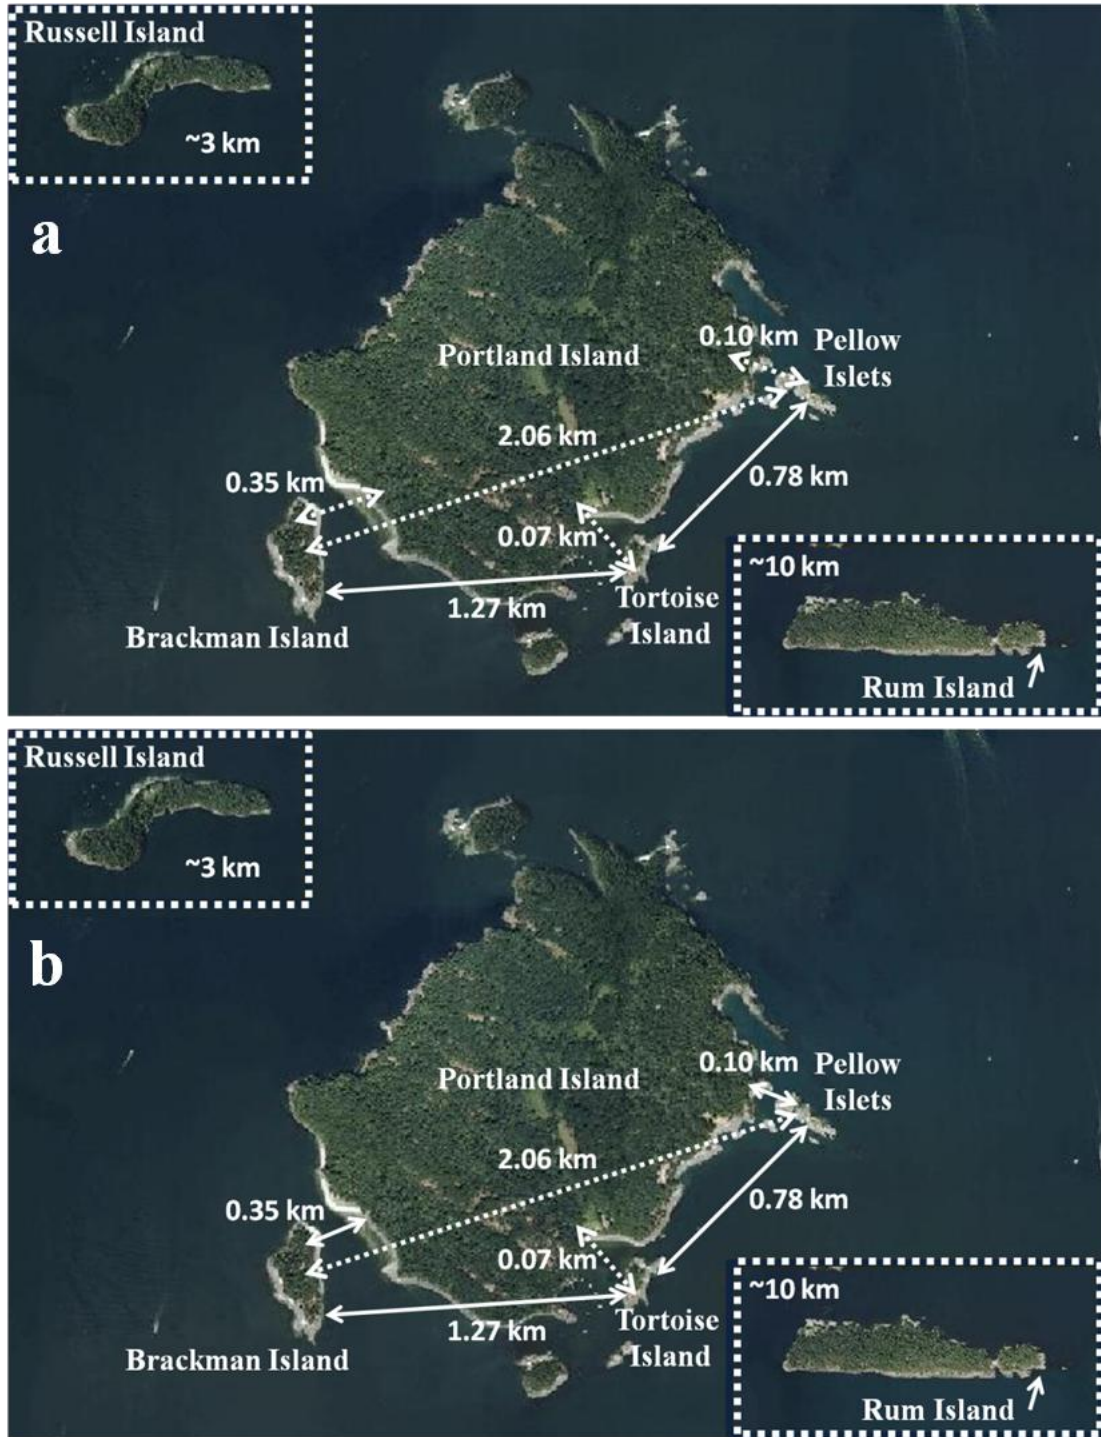 Russell Island
~3 km
a
0.10 km
Pellow
Islets
Portland Island
2.06 km
0.35 km
0.78 km
0.07 km
~10 km
1.27 km
Tortoise
Island
Brackman Island
Rum Island
Russell Island
~3 km
b
0.10 km
Pellow
Islets
Portland Island
2.06 km
0.35 km
0.78 km
0.07 km
~10 km
1.27 km
Tortoise
Island
Brackman Island
Rum Island